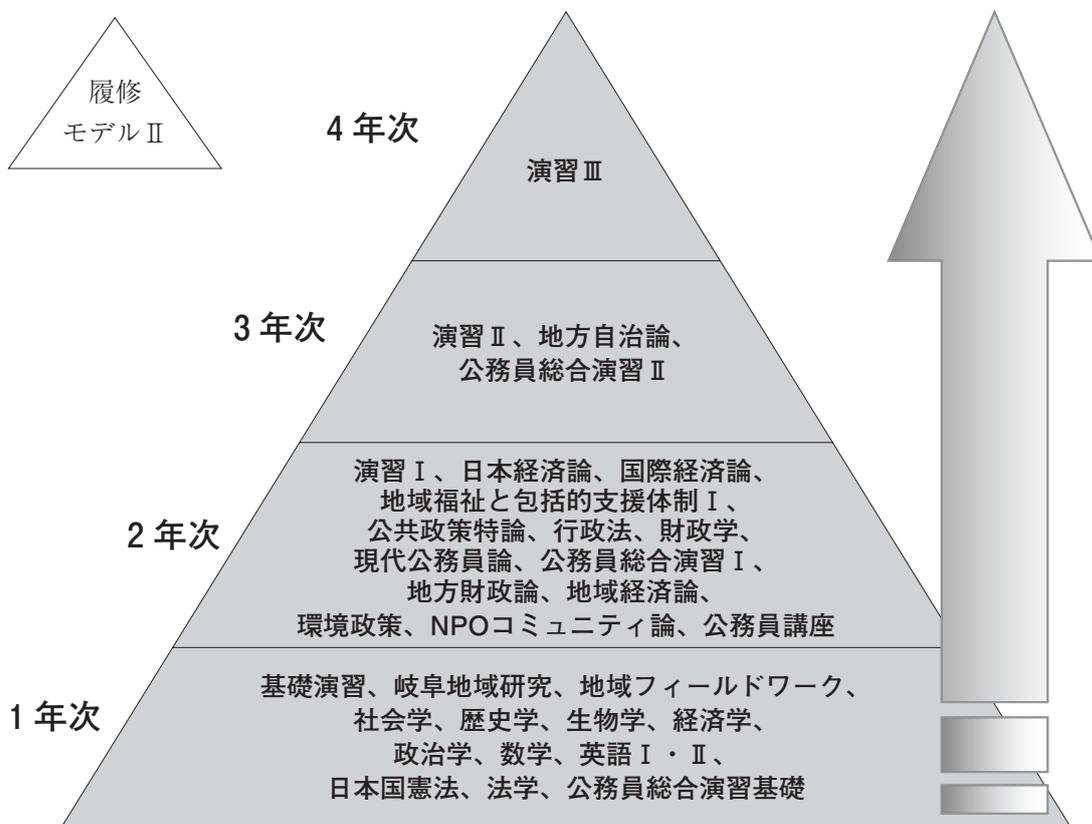 履修
モデルⅡ
4年次
演習Ⅲ
3年次
演習Ⅱ、地方自治論、
公務員総合演習Ⅱ
2年次
演習Ⅰ、日本経済論、国際経済論、
地域福祉と包括的支援体制Ⅰ、
公共政策特論、行政法、財政学、
現代公務員論、公務員総合演習Ⅰ、
地方財政論、地域経済論、
環境政策、NPOコミュニティ論、公務員講座
1年次
基礎演習、岐阜地域研究、地域フィールドワーク、
社会学、歴史学、生物学、経済学、
政治学、数学、英語Ⅰ・Ⅱ、
日本国憲法、法学、公務員総合演習基礎